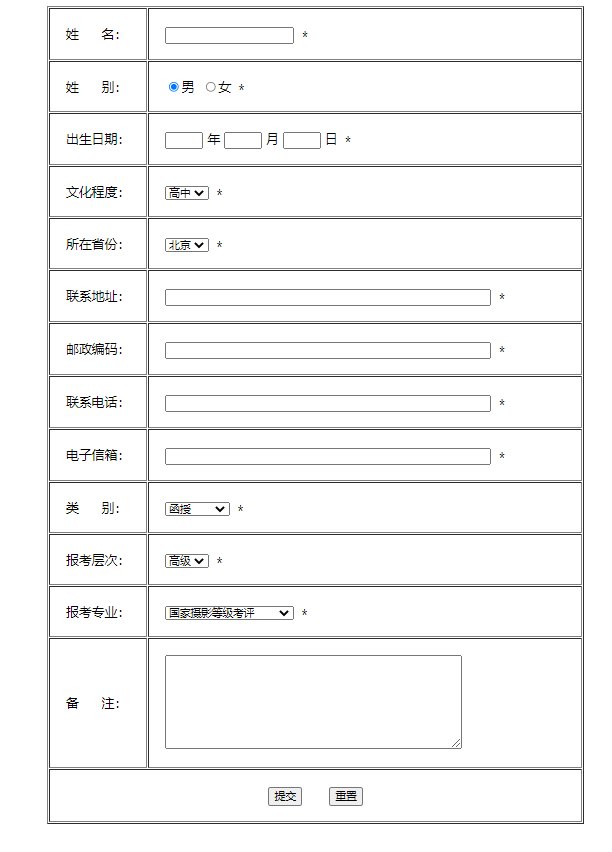 姓 名: *
姓 别: 男 女 *
出生日期: 年 月 日 *
文化程度: 高中 *
所在省份: 北京 *
联系地址: *
邮政编码: *
联系电话: *
电子信箱: *
类 别: 函授 *
报考层次: 高级 *
报考专业: 国家摄影等级考评 *
备 注:
提交 重置